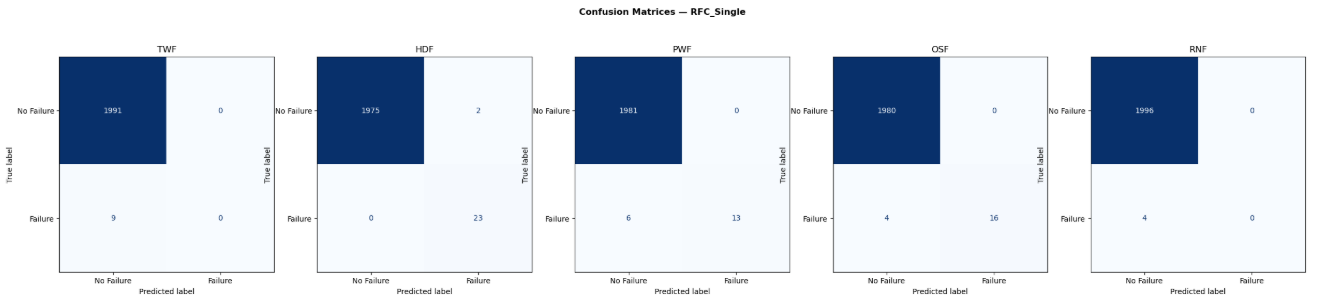 Confusion Matrices — RFC_Single
TWF HDF PWF OSF RNF
No Failure 1991 0 No Failure 1975 2 No Failure 1981 0 No Failure 1980 0 No Failure 1996 0
True label True label True label True label True label
Failure 9 0 Failure 0 23 Failure 6 13 Failure 4 16 Failure 4 0
No Failure Failure No Failure Failure No Failure Failure No Failure Failure No Failure Failure
Predicted label Predicted label Predicted label Predicted label Predicted label